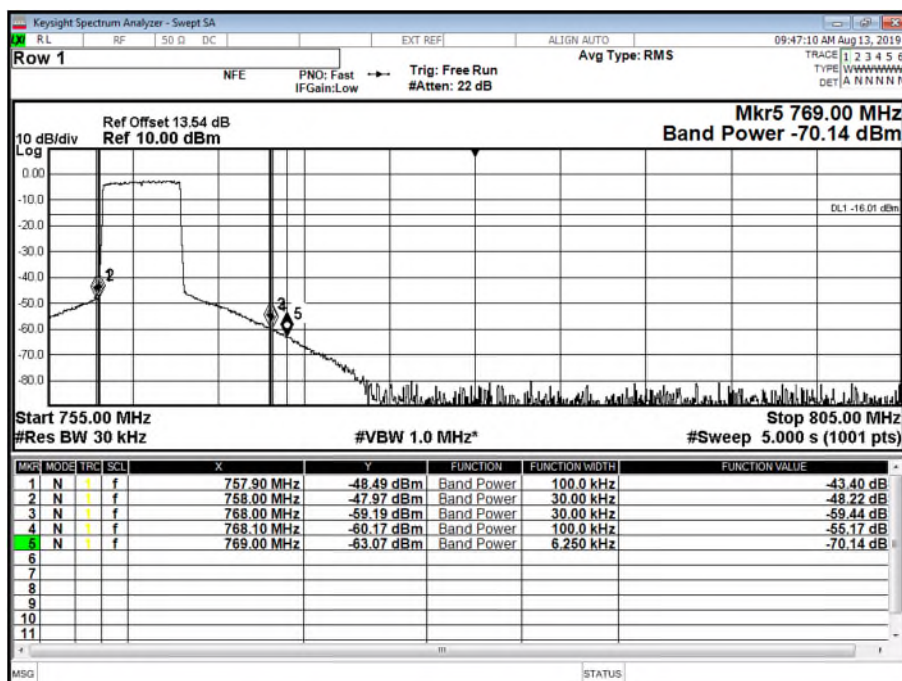 Keysight Spectrum Analyzer - Swept SA
LXI RL RF 50 Ω DC EXT REF ALIGN AUTO 09:47:10 AM Aug 13, 2019
Row 1
NFE
PNO: Fast
IFGain:Low
Trig: Free Run
#Atten: 22 dB
Avg Type: RMS
TRACE 1 2 3 4 5 6
TYPE WWWWWW
DET A N N N N N
Mkr5 769.00 MHz
Band Power -70.14 dBm
10 dB/div
Log
Ref Offset 13.54 dB
Ref 10.00 dBm
0.00
-10.0
DL1 -16.01 dBm
-20.0
-30.0
-40.0
-50.0
-60.0
-70.0
-80.0
2
5
Start 755.00 MHz
Stop 805.00 MHz
#Res BW 30 kHz
#VBW 1.0 MHz*
#Sweep 5.000 s (1001 pts)
MKR MODE TRC SCL X Y FUNCTION FUNCTION WIDTH FUNCTION VALUE
1 N 1 f 757.90 MHz -48.49 dBm Band Power 100.0 kHz -43.40 dB
2 N 1 f 758.00 MHz -47.97 dBm Band Power 30.00 kHz -48.22 dB
3 N 1 f 768.00 MHz -59.19 dBm Band Power 30.00 kHz -59.44 dB
4 N 1 f 768.10 MHz -60.17 dBm Band Power 100.0 kHz -55.17 dB
5 N 1 f 769.00 MHz -63.07 dBm Band Power 6.250 kHz -70.14 dB
6
7
8
9
10
11
MSG
STATUS